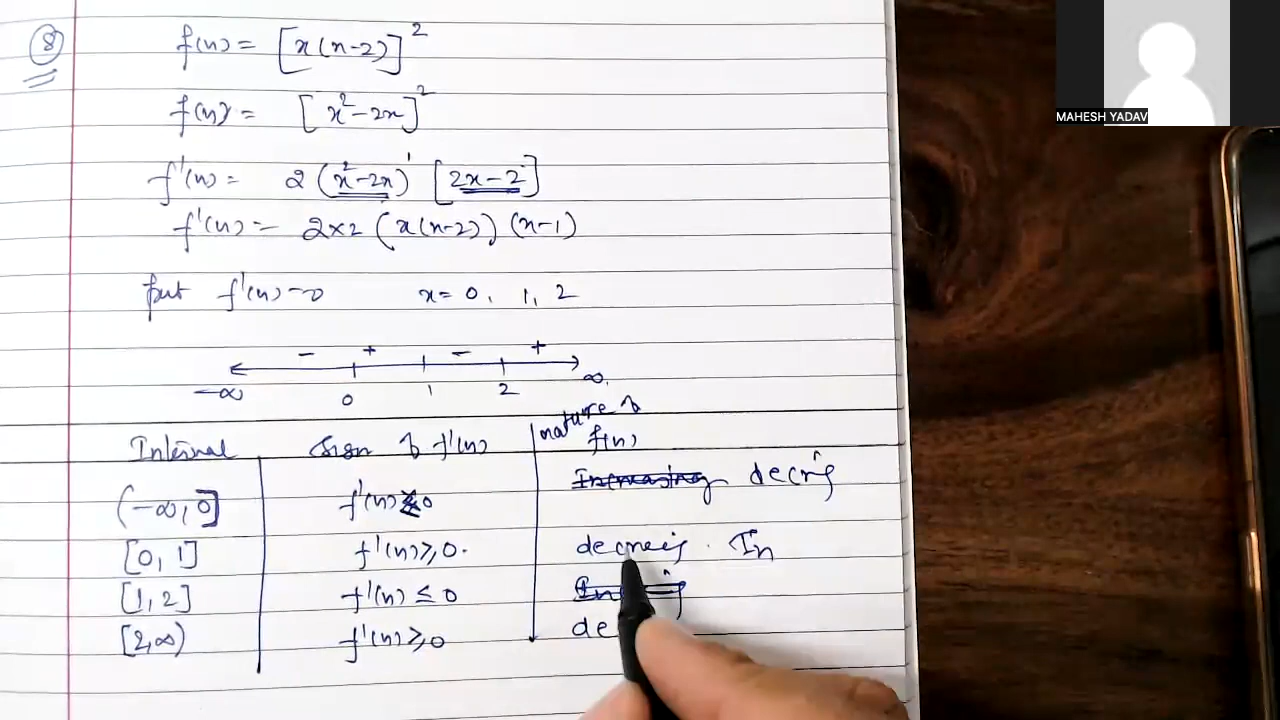 8
f(x) = [x(x-2)]²
f(x) = [x²-2x]²
f'(x) = 2 (x²-2x)' [2x-2]
f'(x) = 2×2 (x(x-2)) (x-1)
put f'(x)=0 x= 0, 1, 2
- + - +
-∞ 0 1 2 ∞
Interval Sign of f'(x) nature of f(x)
(-∞, 0] f'(x) ≤ 0 Increasing decrig
[0, 1] f'(x) ≥ 0. In
[1, 2] f'(x) ≤ 0
[2, ∞) f'(x) ≥ 0 de
MAHESH YADAV